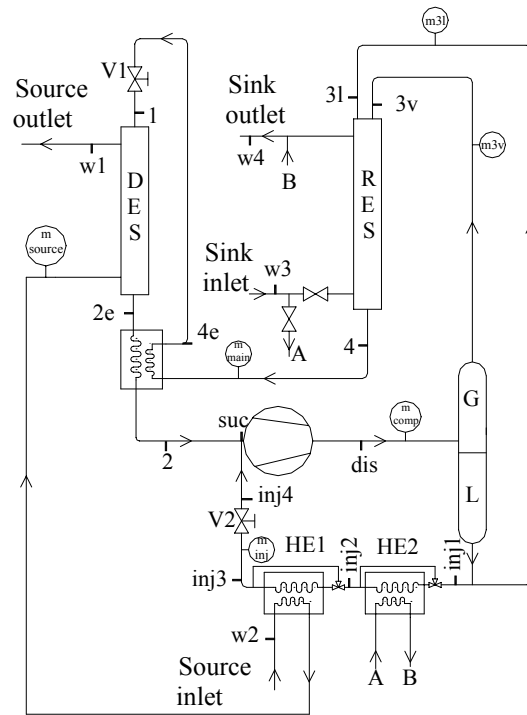 m3l
V1
Source
outlet
1
Sink
outlet
3l
3v
w1
w4
B
m3v
D
E
S
R
E
S
m
source
Sink
inlet
w3
2e
4e
A
m
main
4
G
suc
m
comp
2
dis
L
inj4
V2
m
inj
HE1
inj2
HE2
inj1
inj3
w2
Source
inlet
A
B